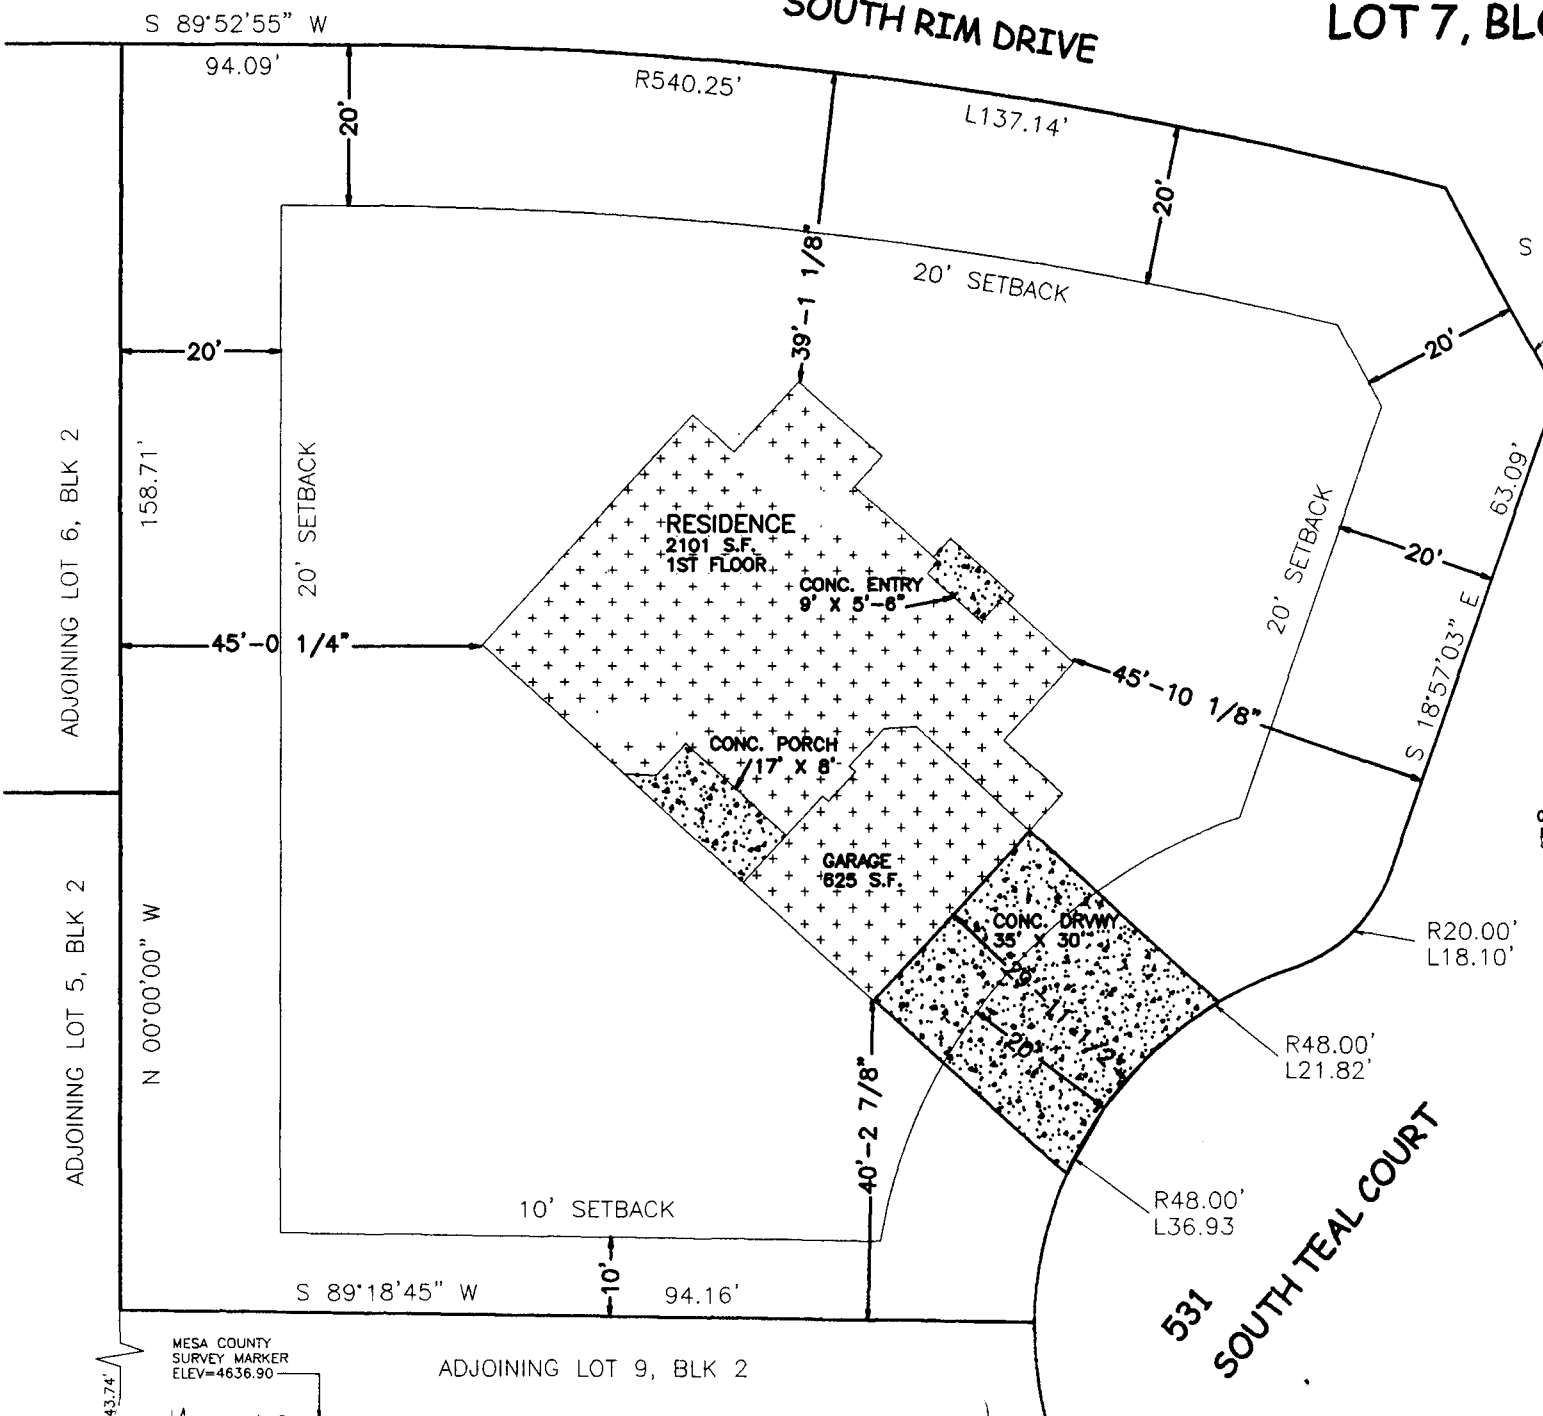 S 89°52'55" W
94.09'
20'
SOUTH RIM DRIVE
R540.25'
L137.14'
LOT 7,
20'
39'-1 1/8"
20' SETBACK
S
20'
20'
ADJOINING LOT 6, BLK 2
158.71'
20' SETBACK
RESIDENCE
2101 S.F.
1ST FLOOR
CONC. ENTRY
9' X 5'-6"
63.09'
20'
20' SETBACK
S 18°57'03" E
45'-0 1/4"
45'-10 1/8"
CONC. PORCH
17' X 8'
GARAGE
625 S.F.
CONC. DRVWY
35' X 30'
20'
ADJOINING LOT 5, BLK 2
N 00°00'00" W
R20.00'
L18.10'
R48.00'
L21.82'
40'-2 7/8"
R48.00'
L36.93
10' SETBACK
10'
S 89°18'45" W
94.16'
531
SOUTH TEAL COURT
MESA COUNTY
SURVEY MARKER
ELEV=4636.90
ADJOINING LOT 9, BLK 2
43.74'